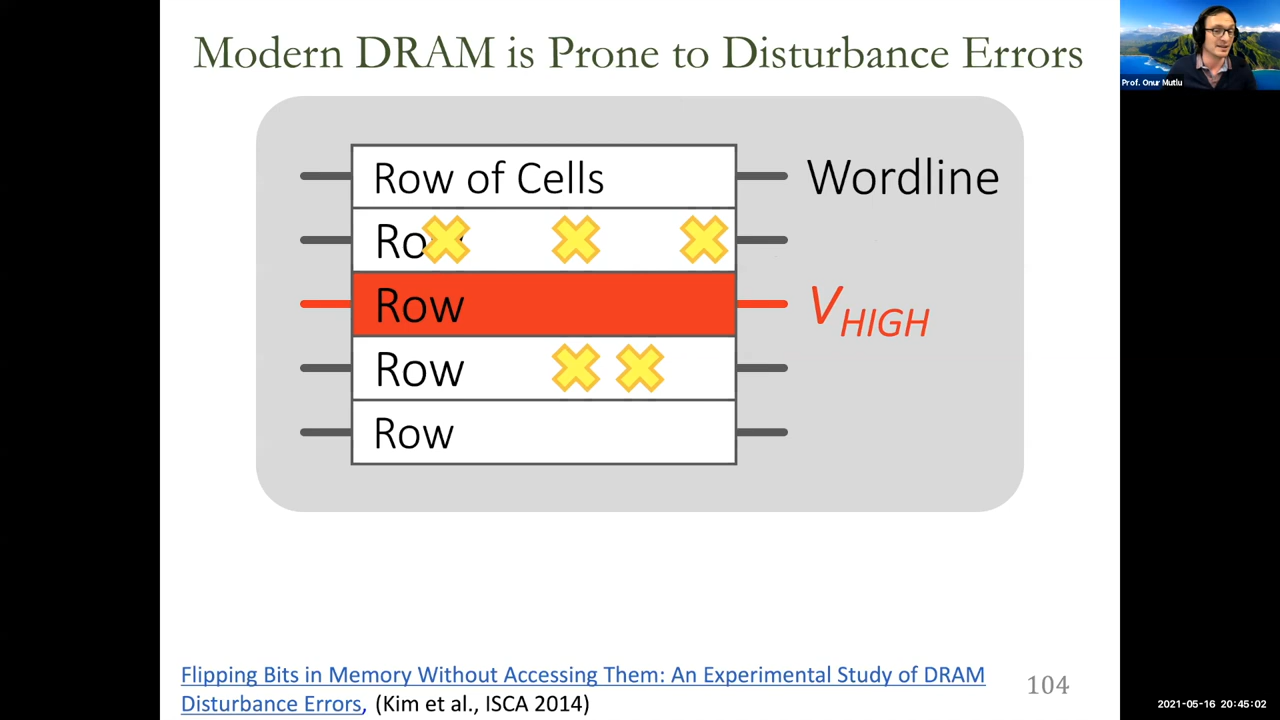 Modern DRAM is Prone to Disturbance Errors
Prof. Onur Mutlu
Row of Cells
Wordline
Row
V HIGH
Row
Row
Flipping Bits in Memory Without Accessing Them: An Experimental Study of DRAM
Disturbance Errors, (Kim et al., ISCA 2014)
104
2021-05-16 20:45:02